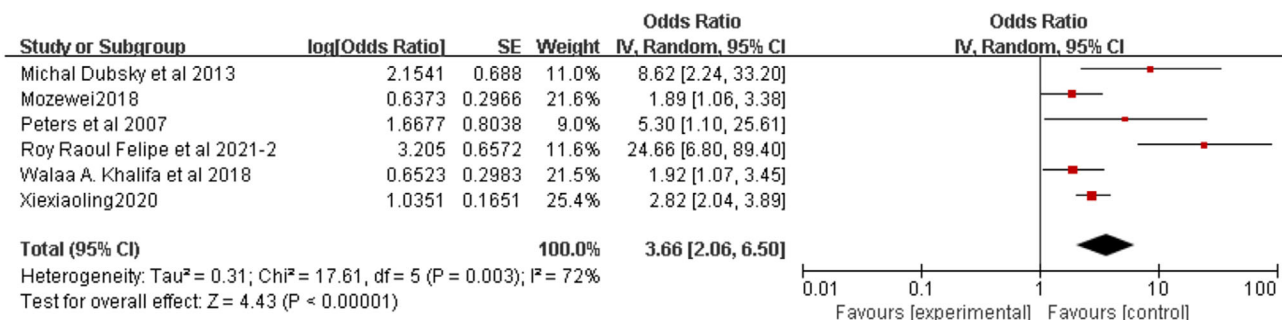 Odds Ratio Odds Ratio
Study or Subgroup log[Odds Ratio] SE Weight IV, Random, 95% CI IV, Random, 95% CI
Michal Dubsky et al 2013 2.1541 0.688 11.0% 8.62 [2.24, 33.20]
Mozewei2018 0.6373 0.2966 21.6% 1.89 [1.06, 3.38]
Peters et al 2007 1.6677 0.8038 9.0% 5.30 [1.10, 25.61]
Roy Raoul Felipe et al 2021-2 3.205 0.6572 11.6% 24.66 [6.80, 89.40]
Walaa A. Khalifa et al 2018 0.6523 0.2983 21.5% 1.92 [1.07, 3.45]
Xiexiaoling2020 1.0351 0.1651 25.4% 2.82 [2.04, 3.89]
Total (95% CI) 100.0% 3.66 [2.06, 6.50]
Heterogeneity: Tau² = 0.31; Chi² = 17.61, df = 5 (P = 0.003); I² = 72%
Test for overall effect: Z = 4.43 (P < 0.00001)
0.01 0.1 1 10 100
Favours [experimental] Favours [control]